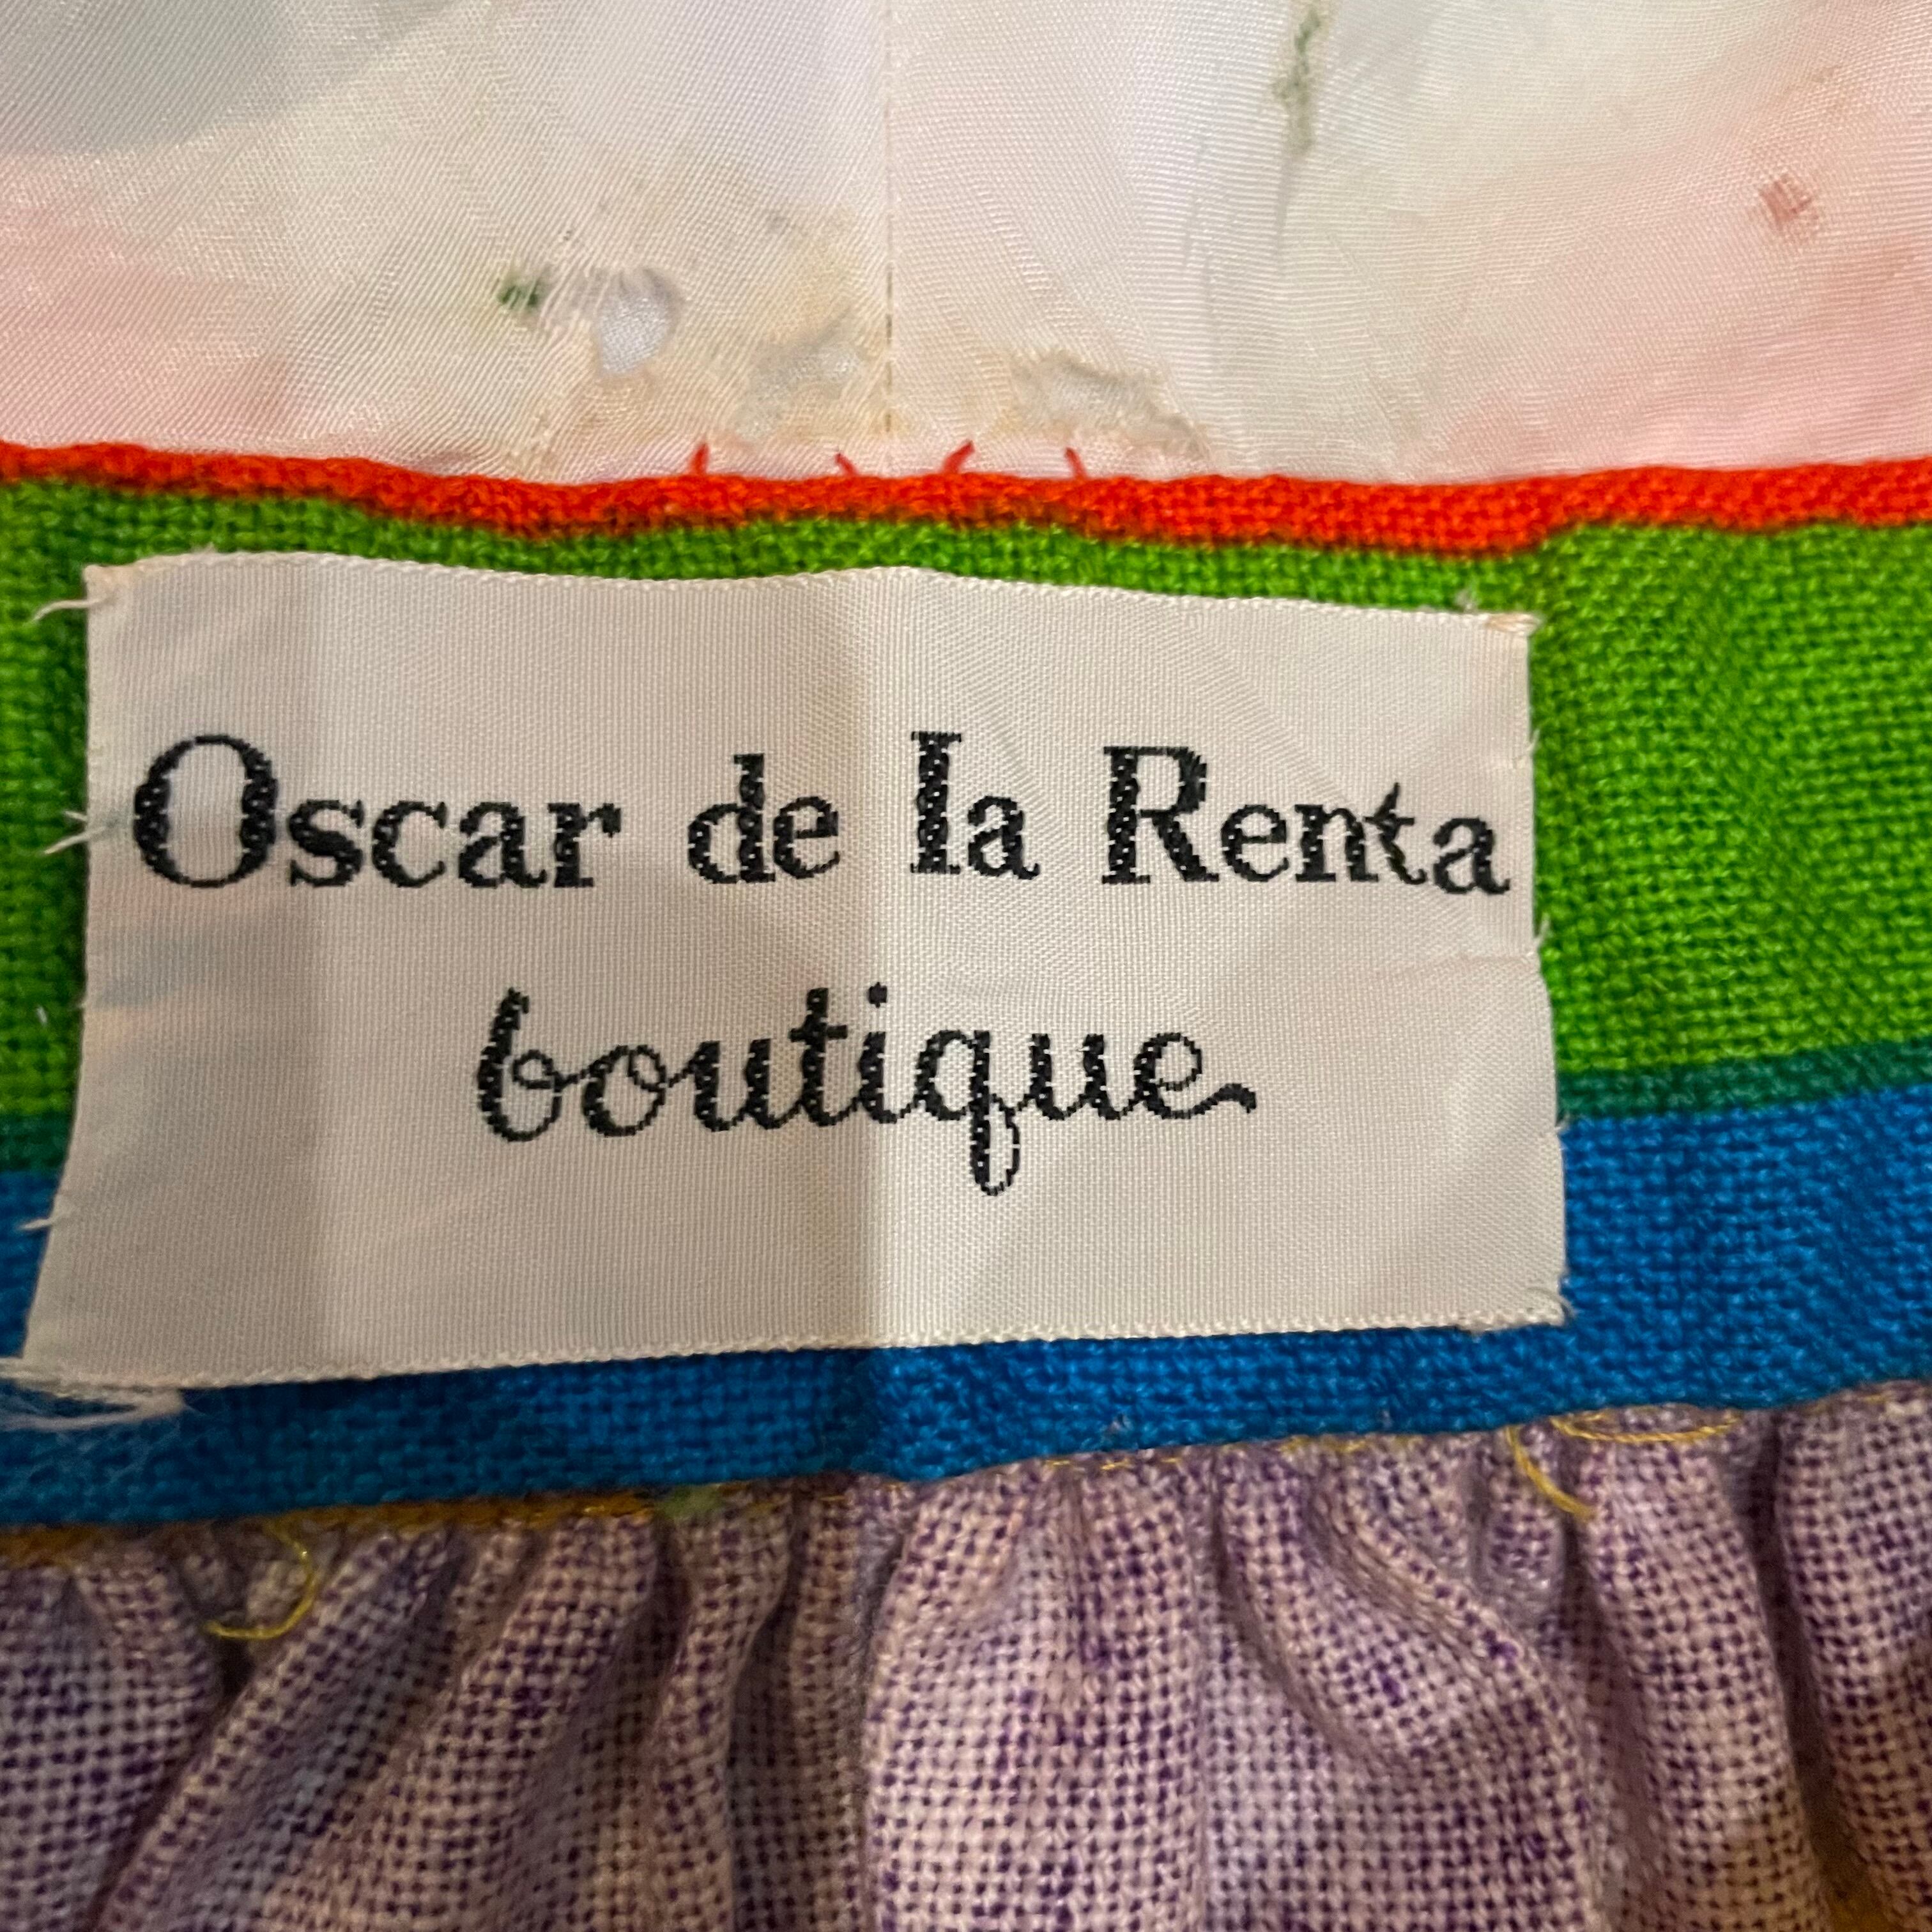 Oscar de la Renta
boutique